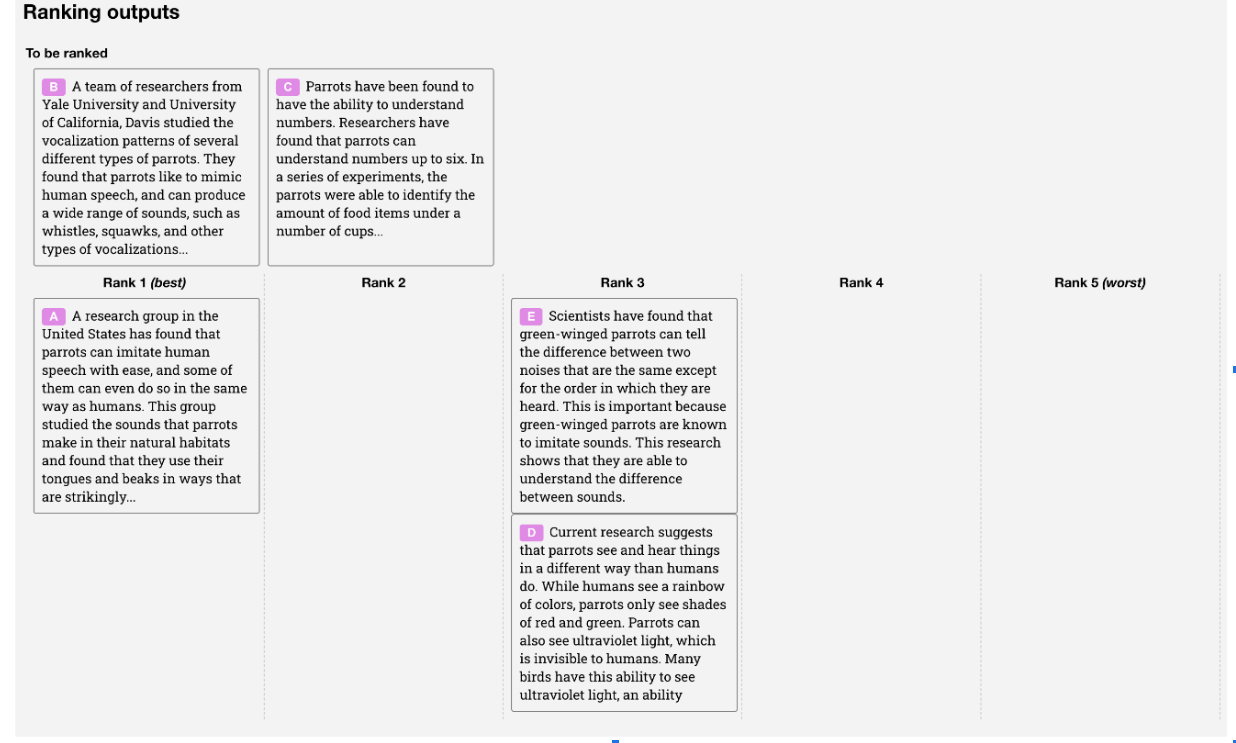 Ranking outputs
To be ranked
B A team of researchers from
Yale University and University
of California, Davis studied the
vocalization patterns of several
different types of parrots. They
found that parrots like to mimic
human speech, and can produce
a wide range of sounds, such as
whistles, squawks, and other
types of vocalizations...
C Parrots have been found to
have the ability to understand
numbers. Researchers have
found that parrots can
understand numbers up to six. In
a series of experiments, the
parrots were able to identify the
amount of food items under a
number of cups...
Rank 1 (best)
Rank 2
Rank 3
Rank 4
Rank 5 (worst)
A A research group in the
United States has found that
parrots can imitate human
speech with ease, and some of
them can even do so in the same
way as humans. This group
studied the sounds that parrots
make in their natural habitats
and found that they use their
tongues and beaks in ways that
are strikingly...
E Scientists have found that
green-winged parrots can tell
the difference between two
noises that are the same except
for the order in which they are
heard. This is important because
green-winged parrots are known
to imitate sounds. This research
shows that they are able to
understand the difference
between sounds.
D Current research suggests
that parrots see and hear things
in a different way than humans
do. While humans see a rainbow
of colors, parrots only see shades
of red and green. Parrots can
also see ultraviolet light, which
is invisible to humans. Many
birds have this ability to see
ultraviolet light, an ability